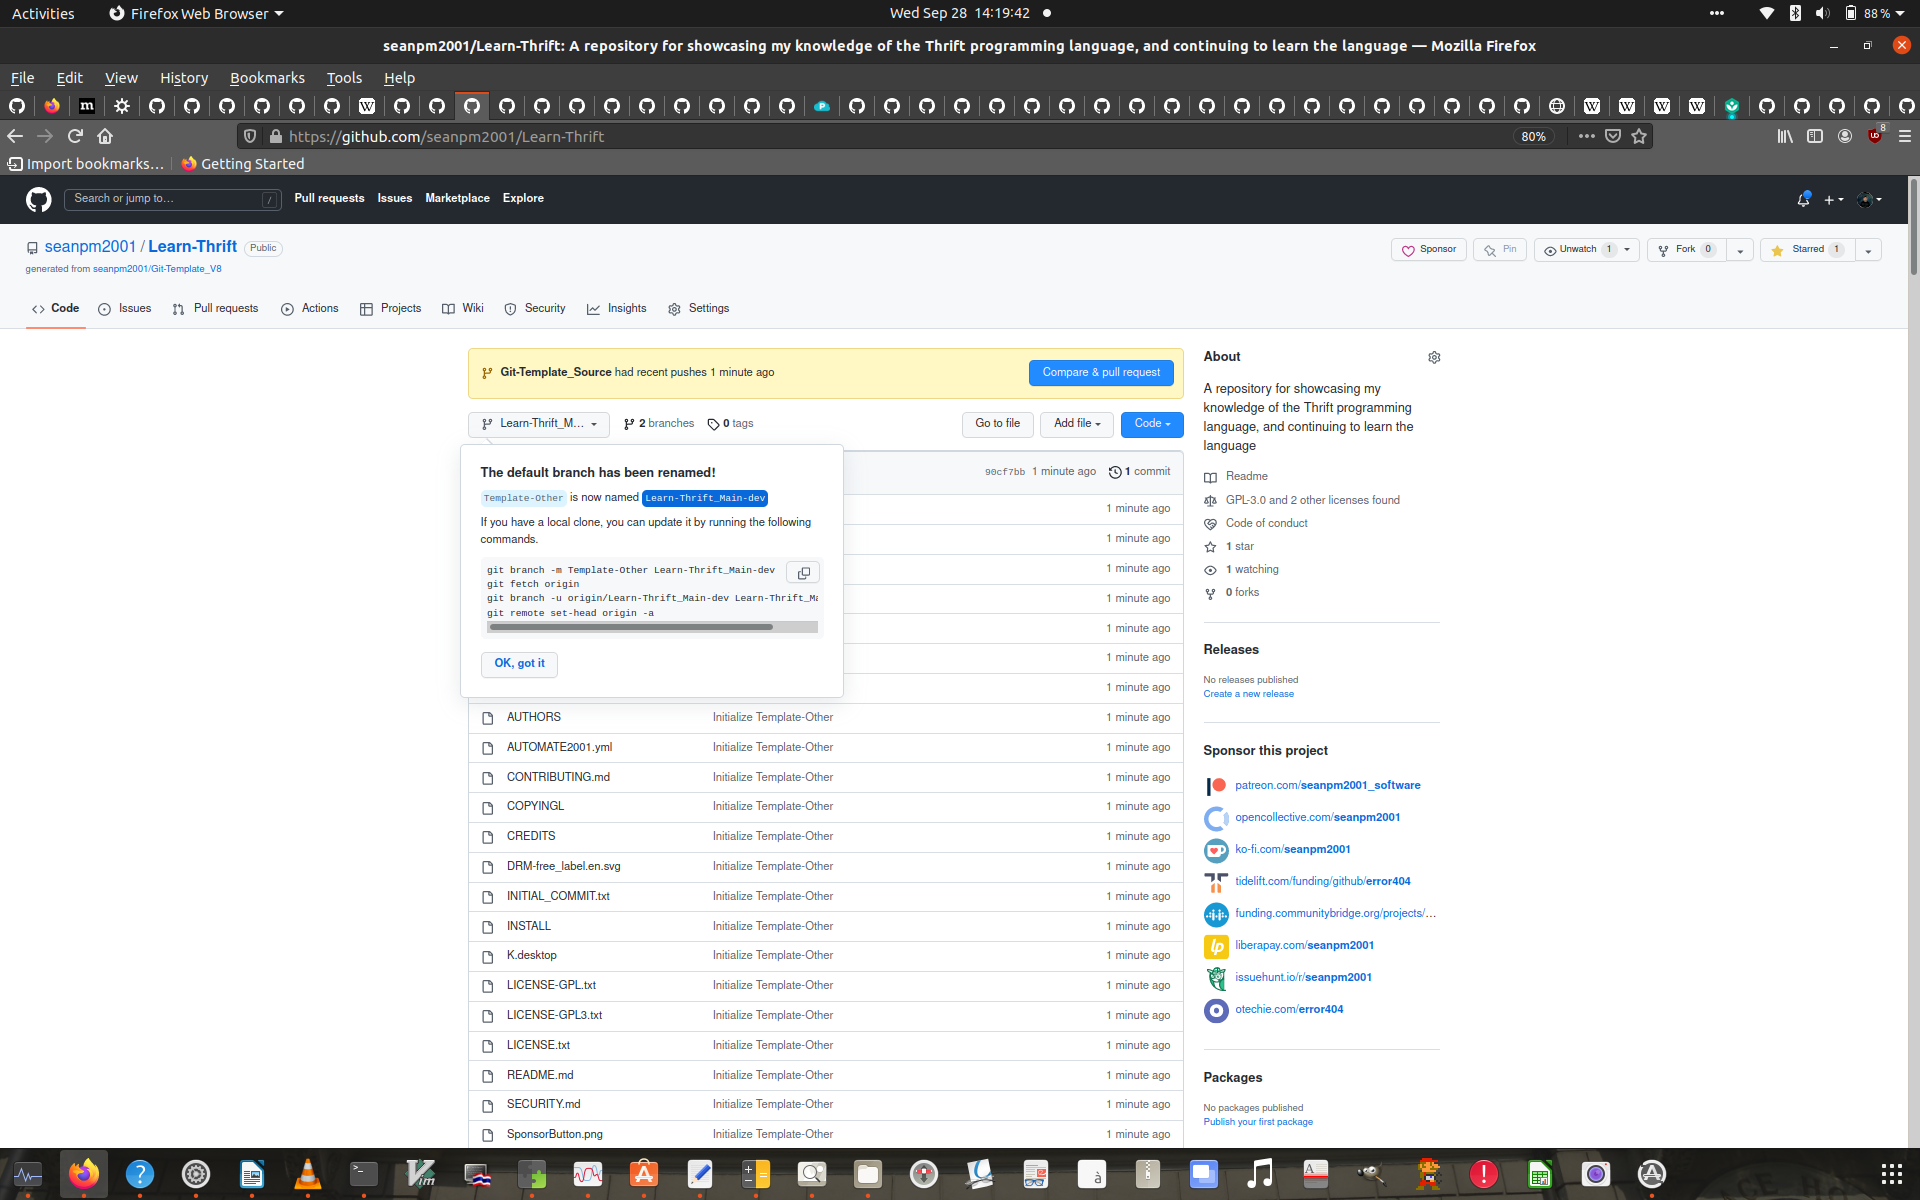 Activities
Firefox Web Browser
Wed Sep 28 14:19:42
88 %
seanpm2001/Learn-Thrift: A repository for showcasing my knowledge of the Thrift programming language, and continuing to learn the language — Mozilla Firefox
File Edit View History Bookmarks Tools Help
https://github.com/seanpm2001/Learn-Thrift
80%
8
Import bookmarks…
Getting Started
Search or jump to…
/
Pull requests Issues Marketplace Explore
seanpm2001 / Learn-Thrift
Public
generated from seanpm2001/Git-Template_V8
Sponsor
Pin
Unwatch 1
Fork 0
Starred 1
Code Issues Pull requests Actions Projects Wiki Security Insights Settings
Git-Template_Source had recent pushes 1 minute ago
Compare & pull request
Learn-Thrift_M…
2 branches
0 tags
Go to file
Add file
Code
90cf7bb 1 minute ago 1 commit
The default branch has been renamed!
Template-Other is now named Learn-Thrift_Main-dev
If you have a local clone, you can update it by running the following
commands.
git branch -m Template-Other Learn-Thrift_Main-dev
git fetch origin
git branch -u origin/Learn-Thrift_Main-dev Learn-Thrift_Ma
git remote set-head origin -a
OK, got it
1 minute ago
1 minute ago
1 minute ago
1 minute ago
1 minute ago
1 minute ago
1 minute ago
AUTHORS Initialize Template-Other 1 minute ago
AUTOMATE2001.yml Initialize Template-Other 1 minute ago
CONTRIBUTING.md Initialize Template-Other 1 minute ago
COPYINGL Initialize Template-Other 1 minute ago
CREDITS Initialize Template-Other 1 minute ago
DRM-free_label.en.svg Initialize Template-Other 1 minute ago
INITIAL_COMMIT.txt Initialize Template-Other 1 minute ago
INSTALL Initialize Template-Other 1 minute ago
K.desktop Initialize Template-Other 1 minute ago
LICENSE-GPL.txt Initialize Template-Other 1 minute ago
LICENSE-GPL3.txt Initialize Template-Other 1 minute ago
LICENSE.txt Initialize Template-Other 1 minute ago
README.md Initialize Template-Other 1 minute ago
SECURITY.md Initialize Template-Other 1 minute ago
SponsorButton.png Initialize Template-Other 1 minute ago
About
A repository for showcasing my
knowledge of the Thrift programming
language, and continuing to learn the
language
Readme
GPL-3.0 and 2 other licenses found
Code of conduct
1 star
1 watching
0 forks
Releases
No releases published
Create a new release
Sponsor this project
patreon.com/seanpm2001_software
opencollective.com/seanpm2001
ko-fi.com/seanpm2001
tidelift.com/funding/github/error404
funding.communitybridge.org/projects/…
liberapay.com/seanpm2001
issuehunt.io/r/seanpm2001
otechie.com/error404
Packages
No packages published
Publish your first package